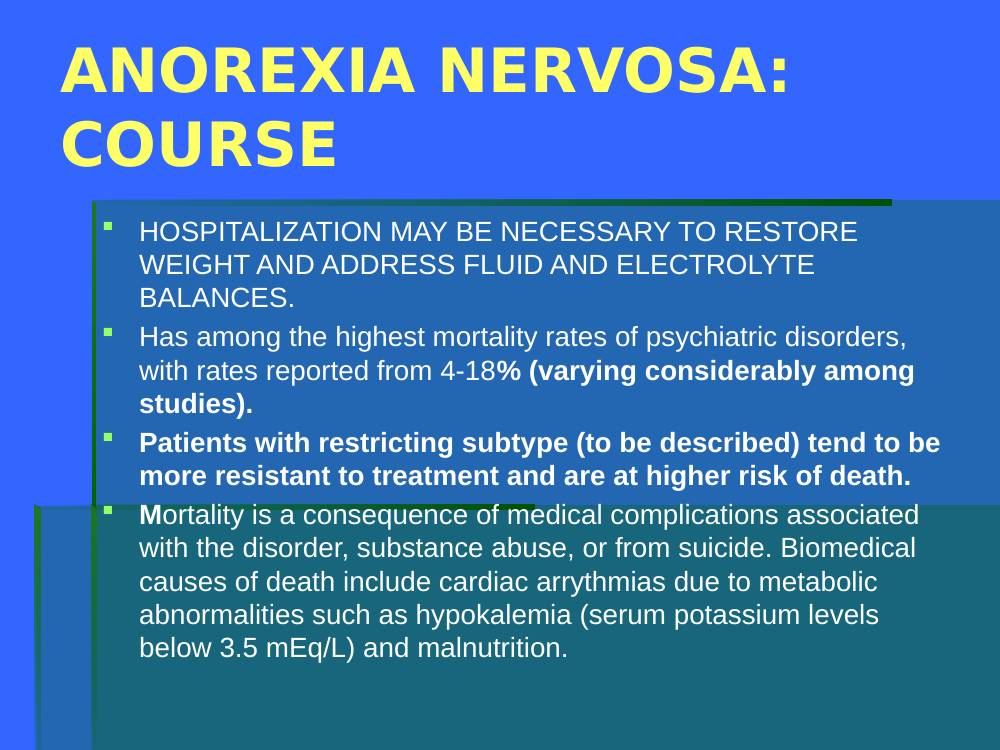 ANOREXIA NERVOSA:
COURSE
HOSPITALIZATION MAY BE NECESSARY TO RESTORE
WEIGHT AND ADDRESS FLUID AND ELECTROLYTE
BALANCES.
Has among the highest mortality rates of psychiatric disorders,
with rates reported from 4-18% (varying considerably among
studies).
Patients with restricting subtype (to be described) tend to be
more resistant to treatment and are at higher risk of death.
Mortality is a consequence of medical complications associated
with the disorder, substance abuse, or from suicide. Biomedical
causes of death include cardiac arrythmias due to metabolic
abnormalities such as hypokalemia (serum potassium levels
below 3.5 mEq/L) and malnutrition.